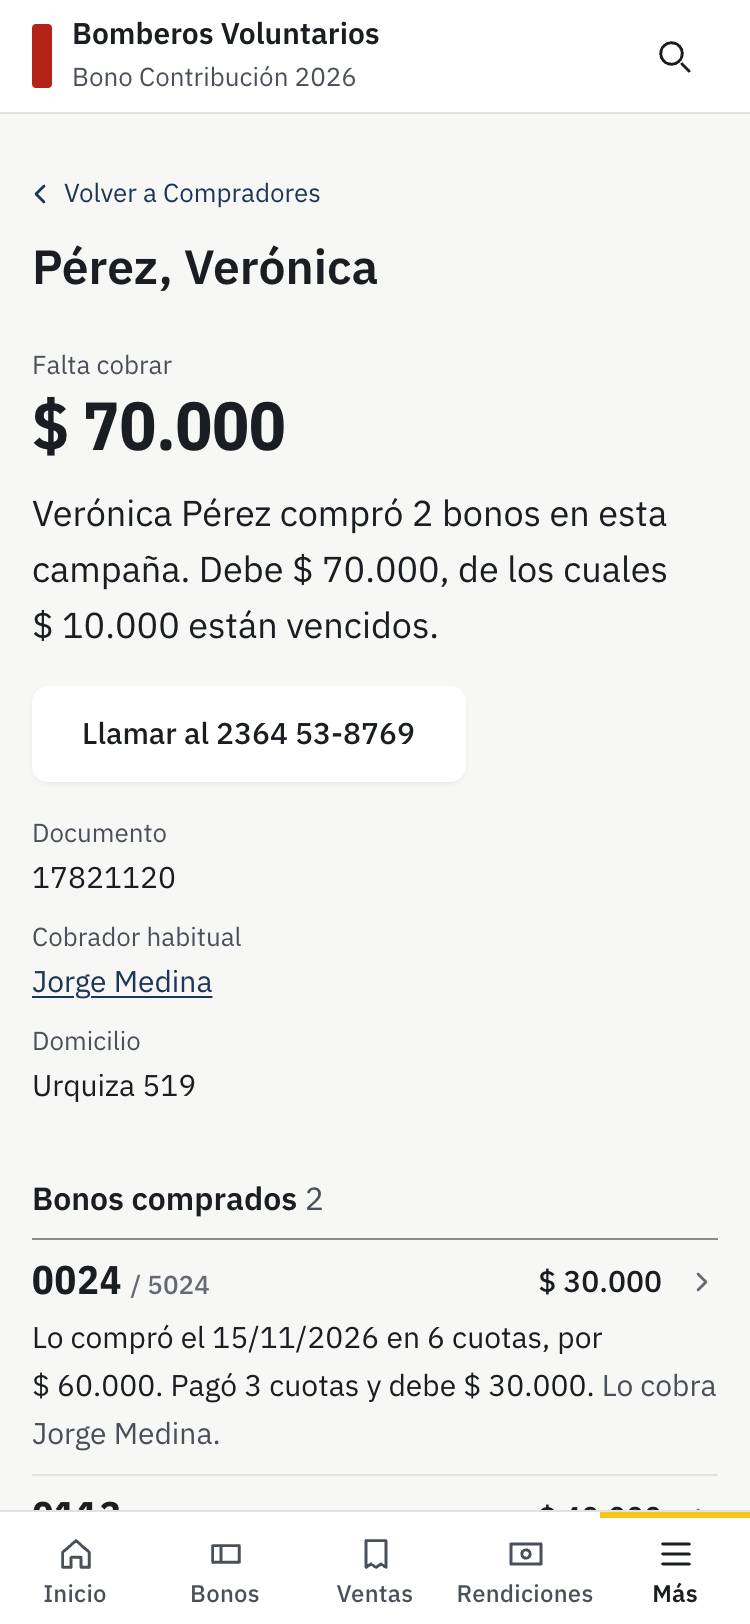 Bomberos Voluntarios
Bono Contribución 2026
Volver a Compradores
Pérez, Verónica
Falta cobrar
$ 70.000
Verónica Pérez compró 2 bonos en esta
campaña. Debe $ 70.000, de los cuales
$ 10.000 están vencidos.
Llamar al 2364 53-8769
Documento
17821120
Cobrador habitual
Jorge Medina
Domicilio
Urquiza 519
Bonos comprados 2
0024 / 5024 $ 30.000
Lo compró el 15/11/2026 en 6 cuotas, por
$ 60.000. Pagó 3 cuotas y debe $ 30.000. Lo cobra
Jorge Medina.
Inicio Bonos Ventas Rendiciones Más